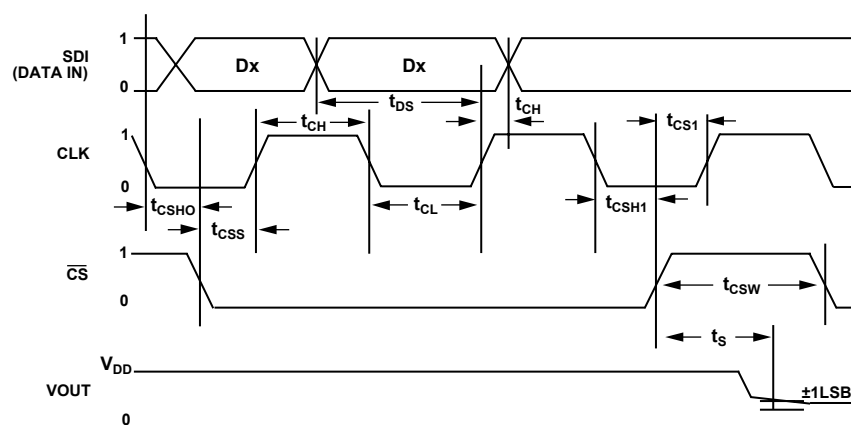 SDI
(DATA IN)
1
0
Dx
Dx
tDS
tCH
tCH
tCS1
CLK
1
0
tCSHO
tCSS
tCL
tCSH1
CS
1
0
tCSW
tS
VDD
VOUT
0
±1LSB